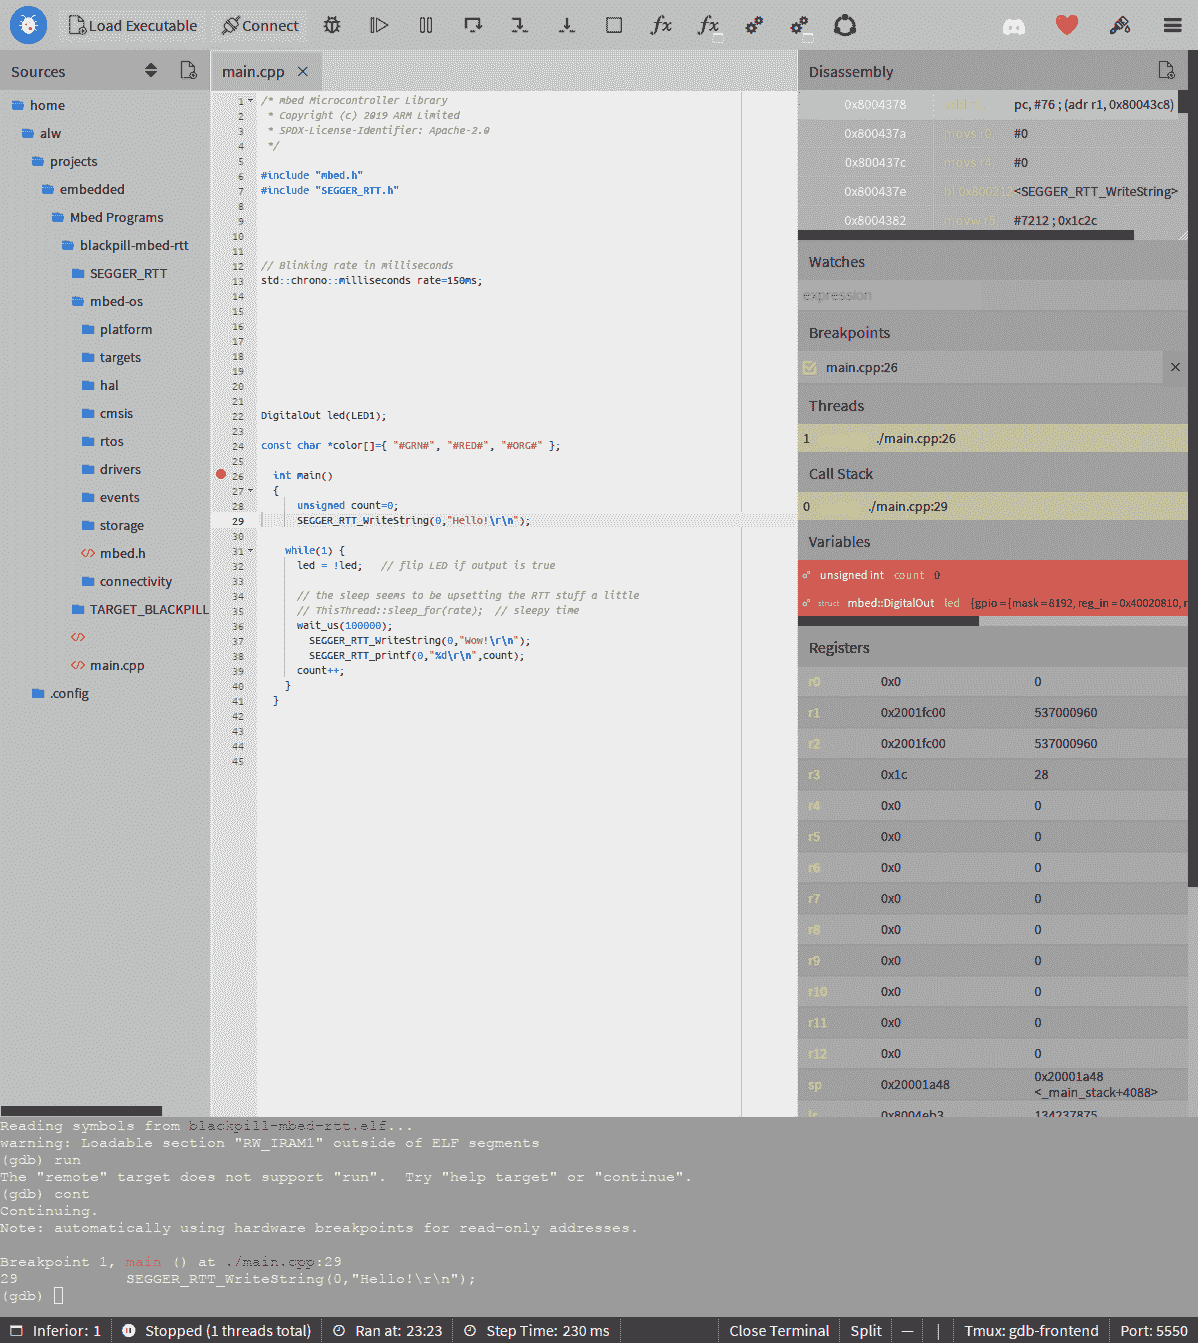 Load Executable
Connect
fx
fx
Sources
home
alw
projects
embedded
Mbed Programs
blackpill-mbed-rtt
SEGGER_RTT
mbed-os
platform
targets
hal
cmsis
rtos
drivers
events
storage
mbed.h
connectivity
TARGET_BLACKPILL
main.cpp
.config
main.cpp ×
1 /* mbed Microcontroller Library
2 * Copyright (c) 2019 ARM Limited
3 * SPDX-License-Identifier: Apache-2.0
4 */
5
6 #include "mbed.h"
7 #include "SEGGER_RTT.h"
8
9
10
11
12 // Blinking rate in milliseconds
13 std::chrono::milliseconds rate=150ms;
14
15
16
17
18
19
20
21
22 DigitalOut led(LED1);
23
24 const char *color[]={ "#GRN#", "#RED#", "#ORG#" };
25
26 int main()
27 {
28 unsigned count=0;
29 SEGGER_RTT_WriteString(0,"Hello!\r\n");
30
31 while(1) {
32 led = !led; // flip LED if output is true
33
34 // the sleep seems to be upsetting the RTT stuff a little
35 // ThisThread::sleep_for(rate); // sleepy time
36 wait_us(100000);
37 SEGGER_RTT_WriteString(0,"Wow!\r\n");
38 SEGGER_RTT_printf(0,"%d\r\n",count);
39 count++;
40 }
41 }
42
43
44
45
Disassembly
0x8004378 pc, #76 ; (adr r1, 0x80043c8)
0x800437a movs r0, #0
0x800437c movs r4, #0
0x800437e <SEGGER_RTT_WriteString>
0x8004382 movw r5, #7212 ; 0x1c2c
Watches
expression
Breakpoints
main.cpp:26 ×
Threads
1 ./main.cpp:26
Call Stack
0 ./main.cpp:29
Variables
unsigned int count 0
struct mbed::DigitalOut led {gpio = {mask = 8192, reg_in = 0x40020810, r
Registers
r0 0x0 0
r1 0x2001fc00 537000960
r2 0x2001fc00 537000960
r3 0x1c 28
r4 0x0 0
r5 0x0 0
r6 0x0 0
r7 0x0 0
r8 0x0 0
r9 0x0 0
r10 0x0 0
r11 0x0 0
r12 0x0 0
sp 0x20001a48 0x20001a48
<_main_stack+4088>
lr 0x8004eb3 134237875
Reading symbols from blackpill-mbed-rtt.elf...
warning: Loadable section "RW_IRAM1" outside of ELF segments
(gdb) run
The "remote" target does not support "run". Try "help target" or "continue".
(gdb) cont
Continuing.
Note: automatically using hardware breakpoints for read-only addresses.
Breakpoint 1, main () at ./main.cpp:29
29 SEGGER_RTT_WriteString(0,"Hello!\r\n");
(gdb)
Inferior: 1 Stopped (1 threads total) Ran at: 23:23 Step Time: 230 ms Close Terminal Split — | Tmux: gdb-frontend Port: 5550